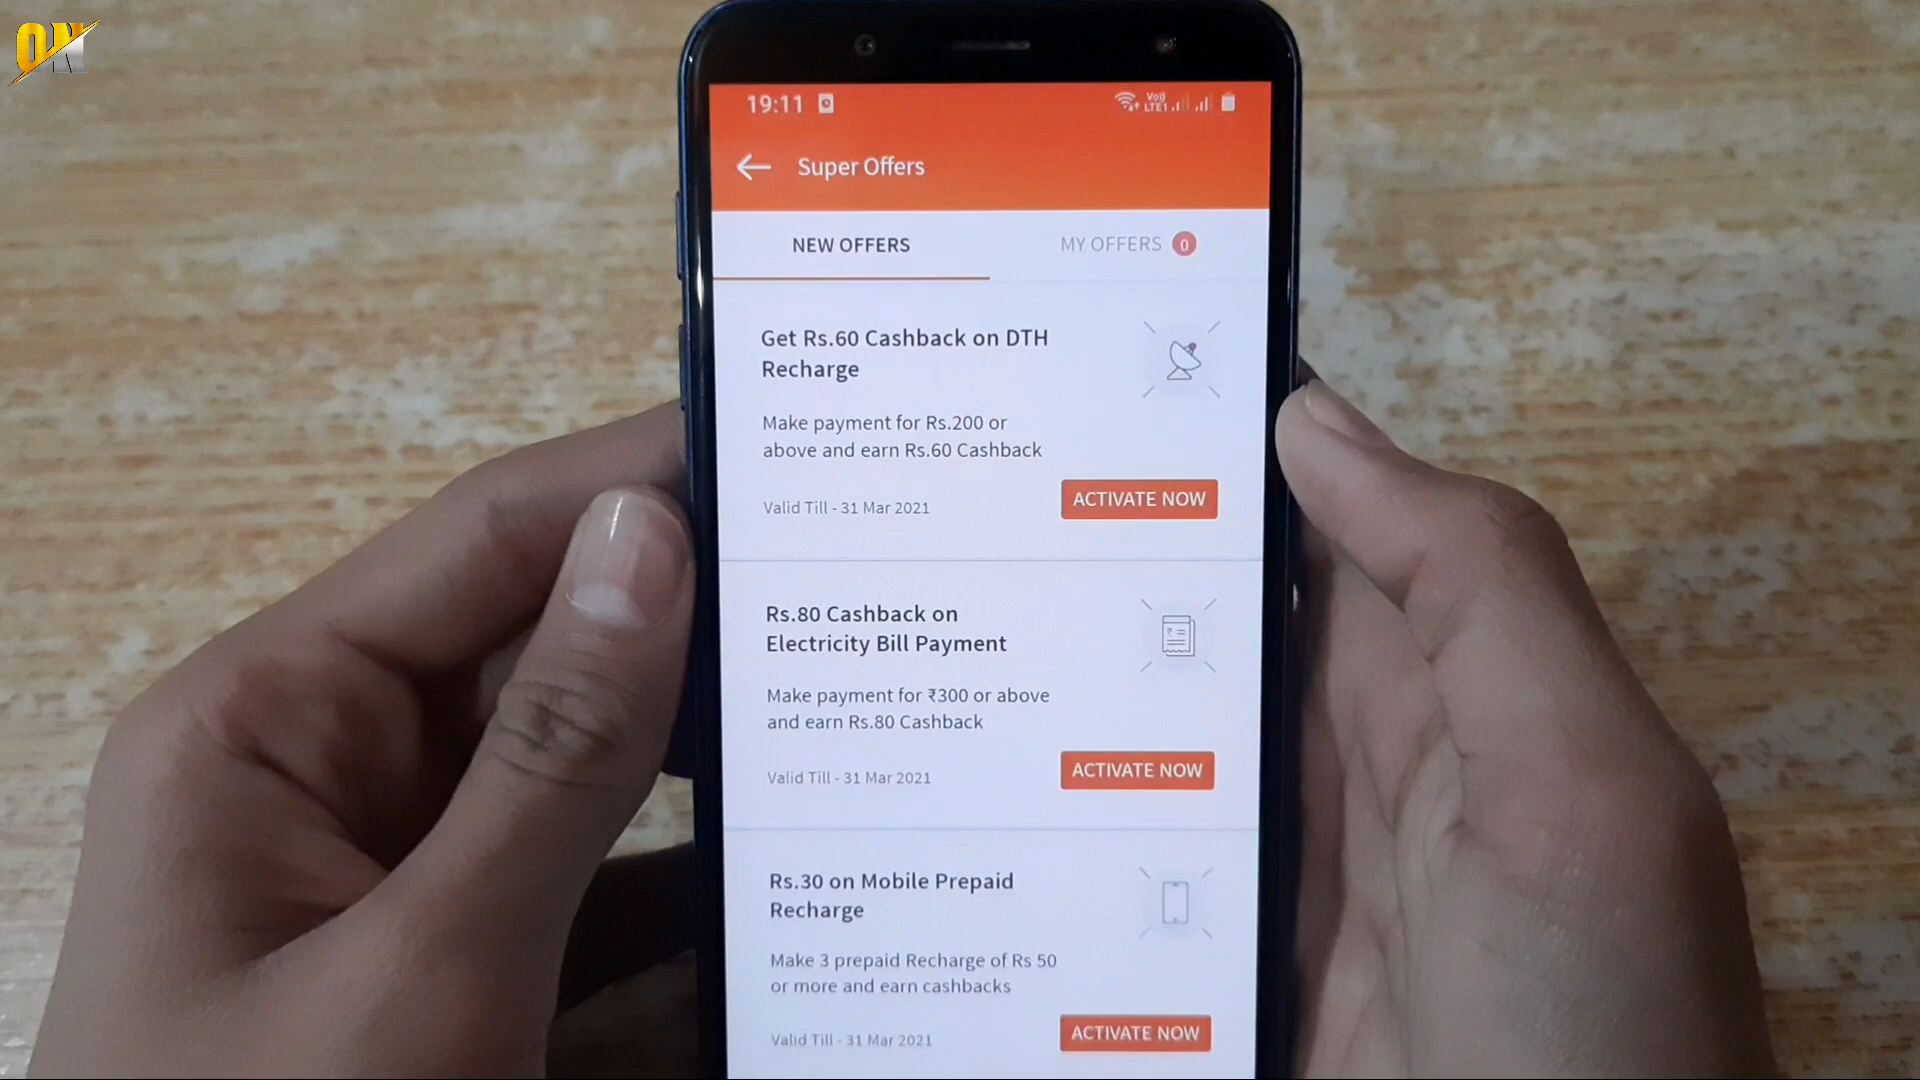 ON
19:11
Vo))
LTE1
Super Offers
NEW OFFERS
MY OFFERS 0
Get Rs.60 Cashback on DTH
Recharge
Make payment for Rs.200 or
above and earn Rs.60 Cashback
Valid Till - 31 Mar 2021
ACTIVATE NOW
Rs.80 Cashback on
Electricity Bill Payment
Make payment for ₹300 or above
and earn Rs.80 Cashback
Valid Till - 31 Mar 2021
ACTIVATE NOW
Rs.30 on Mobile Prepaid
Recharge
Make 3 prepaid Recharge of Rs 50
or more and earn cashbacks
Valid Till - 31 Mar 2021
ACTIVATE NOW